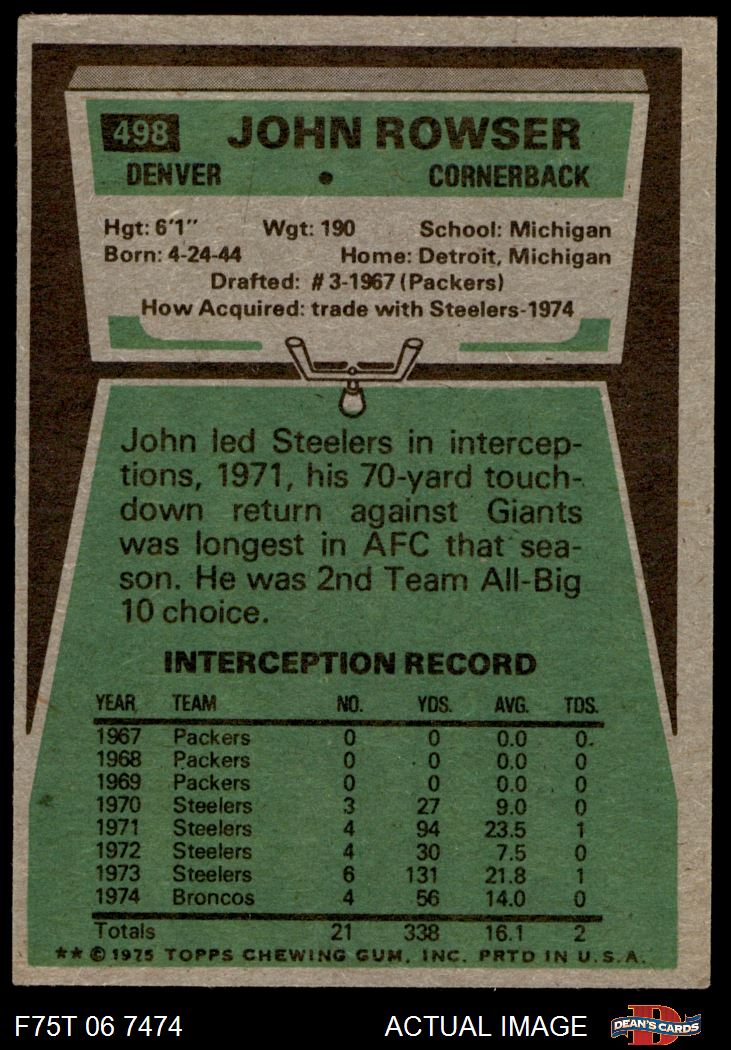 498 JOHN ROWSER
DENVER • CORNERBACK
Hgt: 6'1" Wgt: 190 School: Michigan
Born: 4-24-44 Home: Detroit, Michigan
Drafted: #3-1967 (Packers)
How Acquired: trade with Steelers-1974
John led Steelers in intercep-
tions, 1971, his 70-yard touch-
down return against Giants
was longest in AFC that sea-
son. He was 2nd Team All-Big
10 choice.
INTERCEPTION RECORD
YEAR TEAM NO. YDS. AVG. TDS.
1967 Packers 0 0 0.0 0
1968 Packers 0 0 0.0 0
1969 Packers 0 0 0.0 0
1970 Steelers 3 27 9.0 0
1971 Steelers 4 94 23.5 1
1972 Steelers 4 30 7.5 0
1973 Steelers 6 131 21.8 1
1974 Broncos 4 56 14.0 0
Totals 21 338 16.1 2
** © 1975 TOPPS CHEWING GUM, INC. PRTD IN U.S.A.
F75T 06 7474 ACTUAL IMAGE D DEAN'S CARDS